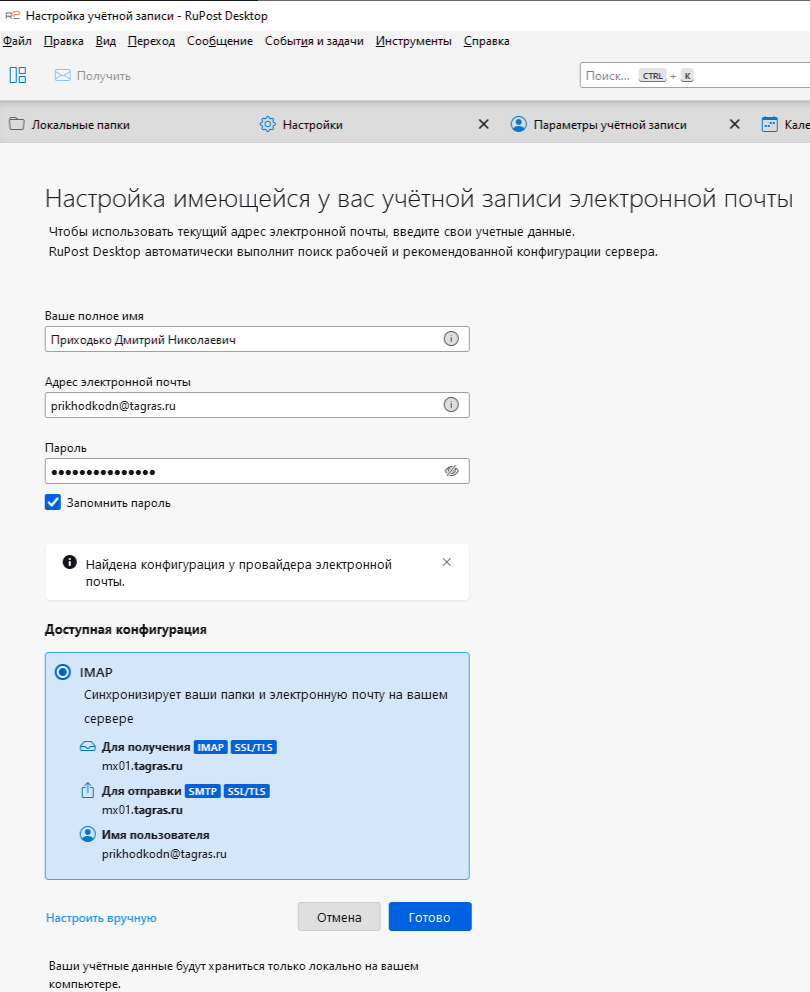 R2 Настройка учётной записи - RuPost Desktop
Файл Правка Вид Переход Сообщение События и задачи Инструменты Справка
Получить Поиск... CTRL + K
Локальные папки Настройки Параметры учётной записи Кале
Настройка имеющейся у вас учётной записи электронной почты
Чтобы использовать текущий адрес электронной почты, введите свои учетные данные.
RuPost Desktop автоматически выполнит поиск рабочей и рекомендованной конфигурации сервера.
Ваше полное имя
Приходько Дмитрий Николаевич
Адрес электронной почты
prikhodkodn@tagras.ru
Пароль
•••••••••••••••
Запомнить пароль
Найдена конфигурация у провайдера электронной
почты.
Доступная конфигурация
IMAP
Синхронизирует ваши папки и электронную почту на вашем
сервере
Для получения IMAP SSL/TLS
mx01.tagras.ru
Для отправки SMTP SSL/TLS
mx01.tagras.ru
Имя пользователя
prikhodkodn@tagras.ru
Настроить вручную Отмена Готово
Ваши учётные данные будут храниться только локально на вашем
компьютере.